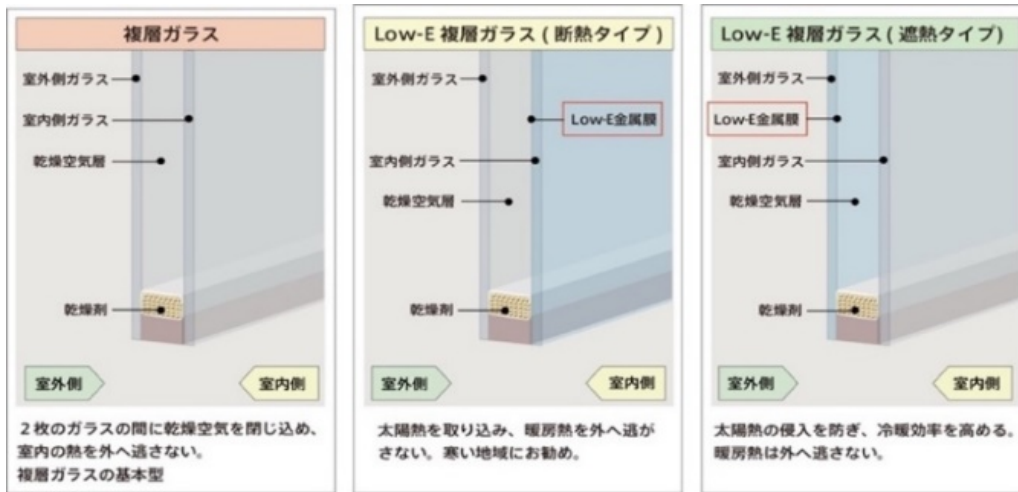 複層ガラス
室外側ガラス
室内側ガラス
乾燥空気層
乾燥剤
室外側
室内側
２枚のガラスの間に乾燥空気を閉じ込め、
室内の熱を外へ逃さない。
複層ガラスの基本型
Low-E 複層ガラス ( 断熱タイプ )
室外側ガラス
Low-E金属膜
室内側ガラス
乾燥空気層
乾燥剤
室外側
室内側
太陽熱を取り込み、暖房熱を外へ逃が
さない。寒い地域にお勧め。
Low-E 複層ガラス ( 遮熱タイプ)
室外側ガラス
Low-E金属膜
室内側ガラス
乾燥空気層
乾燥剤
室外側
室内側
太陽熱の侵入を防ぎ、冷暖効率を高める。
暖房熱は外へ逃さない。